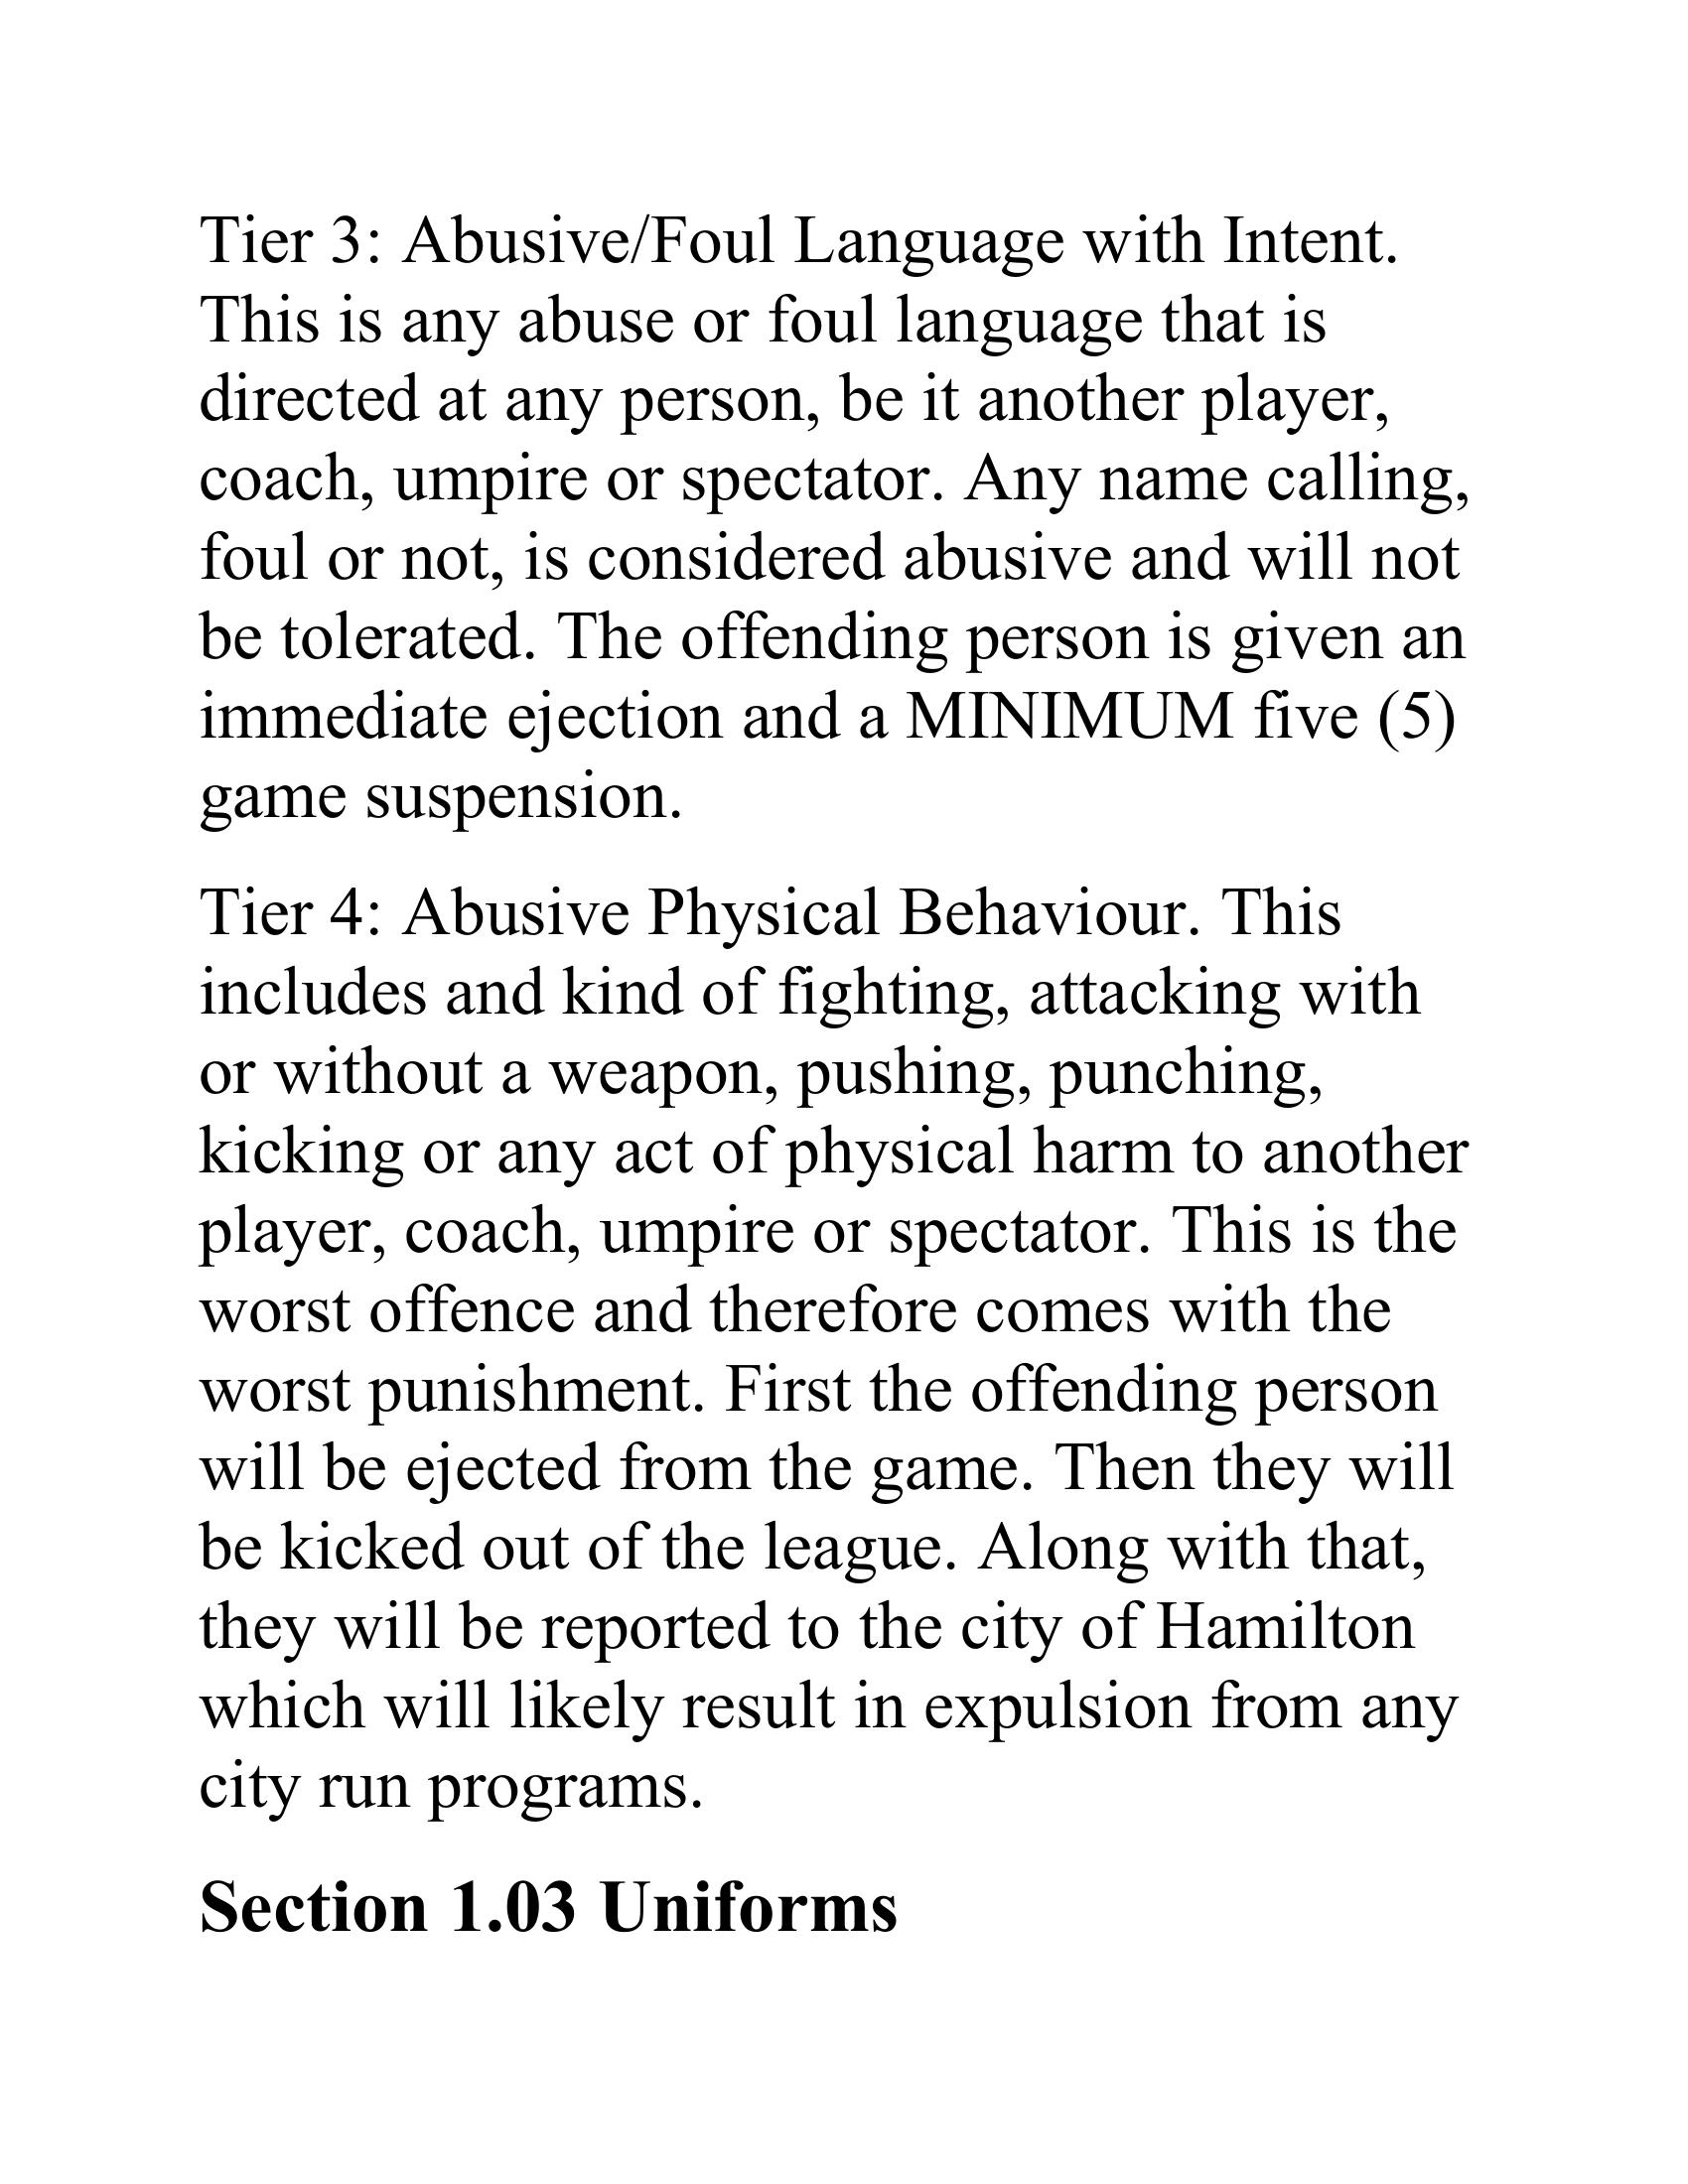 Tier 3: Abusive/Foul Language with Intent.
This is any abuse or foul language that is
directed at any person, be it another player,
coach, umpire or spectator. Any name calling,
foul or not, is considered abusive and will not
be tolerated. The offending person is given an
immediate ejection and a MINIMUM five (5)
game suspension.
Tier 4: Abusive Physical Behaviour. This
includes and kind of fighting, attacking with
or without a weapon, pushing, punching,
kicking or any act of physical harm to another
player, coach, umpire or spectator. This is the
worst offence and therefore comes with the
worst punishment. First the offending person
will be ejected from the game. Then they will
be kicked out of the league. Along with that,
they will be reported to the city of Hamilton
which will likely result in expulsion from any
city run programs.
Section 1.03 Uniforms